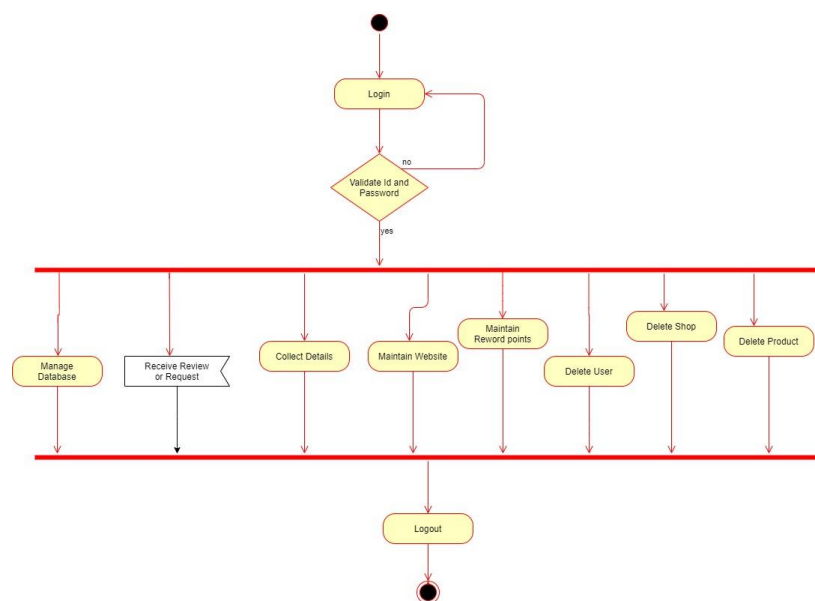 Login
no
Validate Id and
Password
yes
Manage
Database
Receive Review
or Request
Collect Details
Maintain Website
Maintain
Reword points
Delete User
Delete Shop
Delete Product
Logout